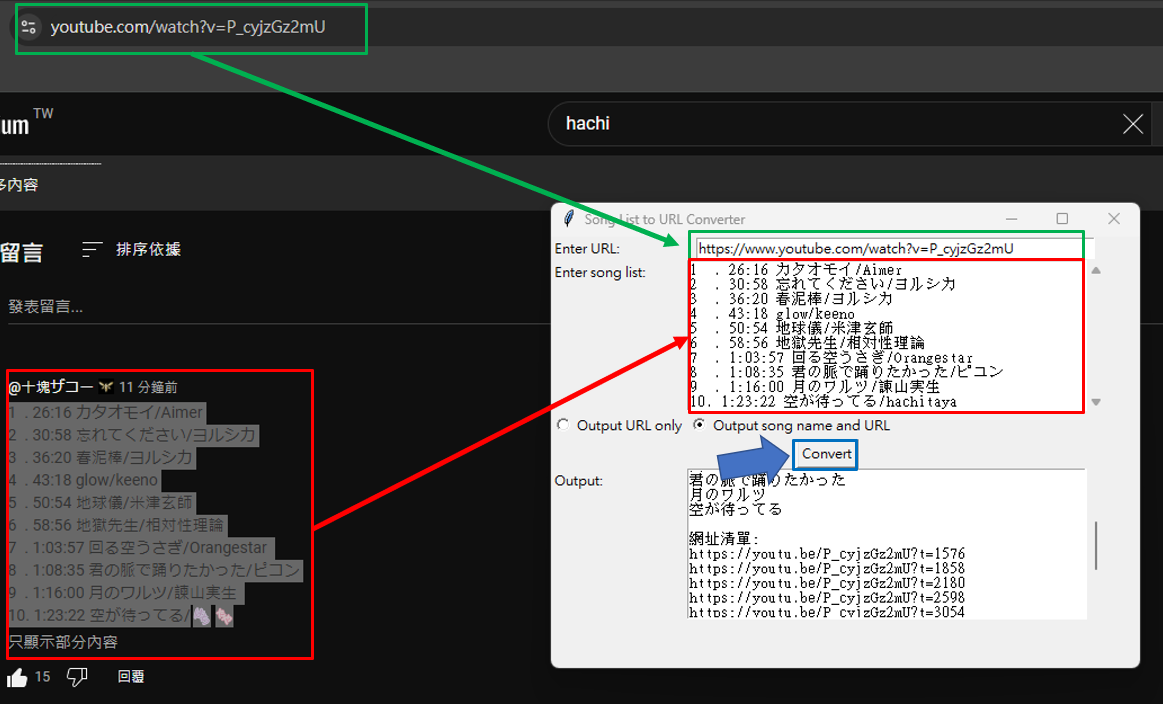 youtube.com/watch?v=P_cyjzGz2mU
ium TW
hachi
多內容
留言
排序依據
發表留言...
@十塊ザコー 11 分鐘前
1 . 26:16 カタオモイ/Aimer
2 . 30:58 忘れてください/ヨルシカ
3 . 36:20 春泥棒/ヨルシカ
4 . 43:18 glow/keeno
5 . 50:54 地球儀/米津玄師
6 . 58:56 地獄先生/相対性理論
7 . 1:03:57 回る空うさぎ/Orangestar
8 . 1:08:35 君の脈で踊りたかった/ピコン
9 . 1:16:00 月のワルツ/諫山実生
10. 1:23:22 空が待ってる/
只顯示部分內容
15
回覆
Song List to URL Converter
Enter URL:
https://www.youtube.com/watch?v=P_cyjzGz2mU
Enter song list:
1 . 26:16 カタオモイ/Aimer
2 . 30:58 忘れてください/ヨルシカ
3 . 36:20 春泥棒/ヨルシカ
4 . 43:18 glow/keeno
5 . 50:54 地球儀/米津玄師
6 . 58:56 地獄先生/相対性理論
7 . 1:03:57 回る空うさぎ/Orangestar
8 . 1:08:35 君の脈で踊りたかった/ピコン
9 . 1:16:00 月のワルツ/諫山実生
10. 1:23:22 空が待ってる/hachitaya
Output URL only
Output song name and URL
Convert
Output:
君の脈で踊りたかった
月のワルツ
空が待ってる
網址清單:
https://youtu.be/P_cyjzGz2mU?t=1576
https://youtu.be/P_cyjzGz2mU?t=1858
https://youtu.be/P_cyjzGz2mU?t=2180
https://youtu.be/P_cyjzGz2mU?t=2598
https://youtu.be/P_cyjzGz2mU?t=3054